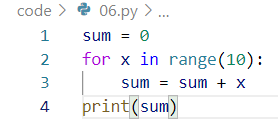 code > 06.py > ...
1 sum = 0
2 for x in range(10):
3     sum = sum + x
4 print(sum)